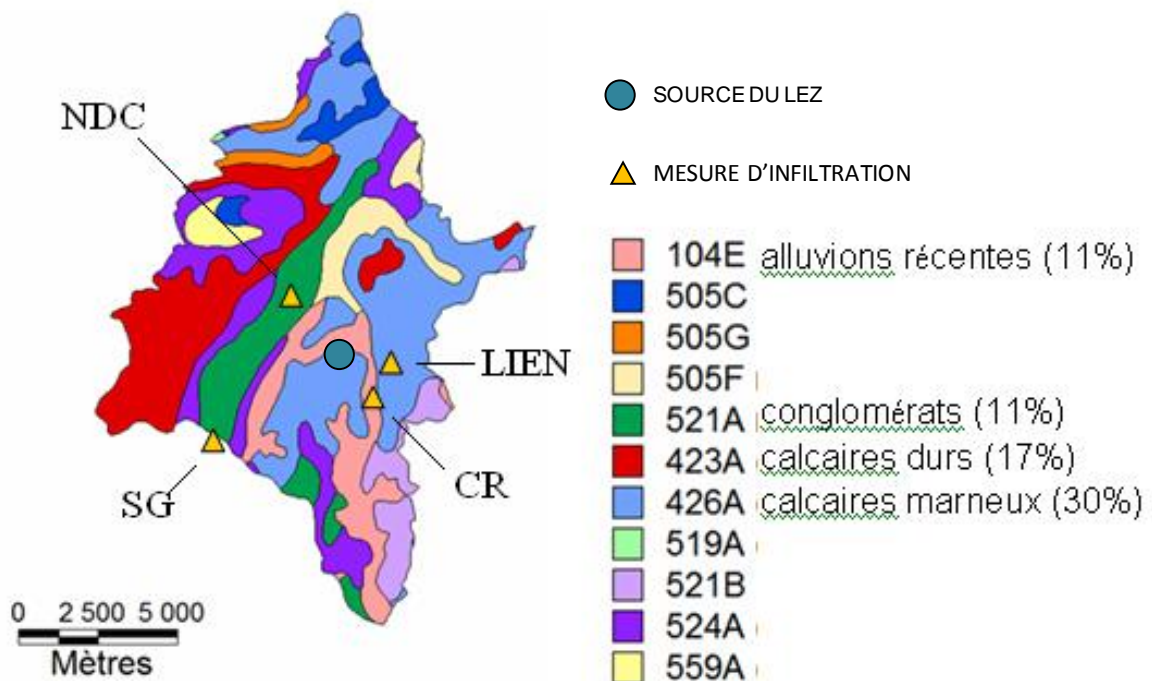 NDC
LIEN
CR
SG
0 2 500 5 000
Mètres
SOURCE DU LEZ
MESURE D'INFILTRATION
104E alluvions récentes (11%)
505C
505G
505F
521A conglomérats (11%)
423A calcaires durs (17%)
426A calcaires marneux (30%)
519A
521B
524A
559A